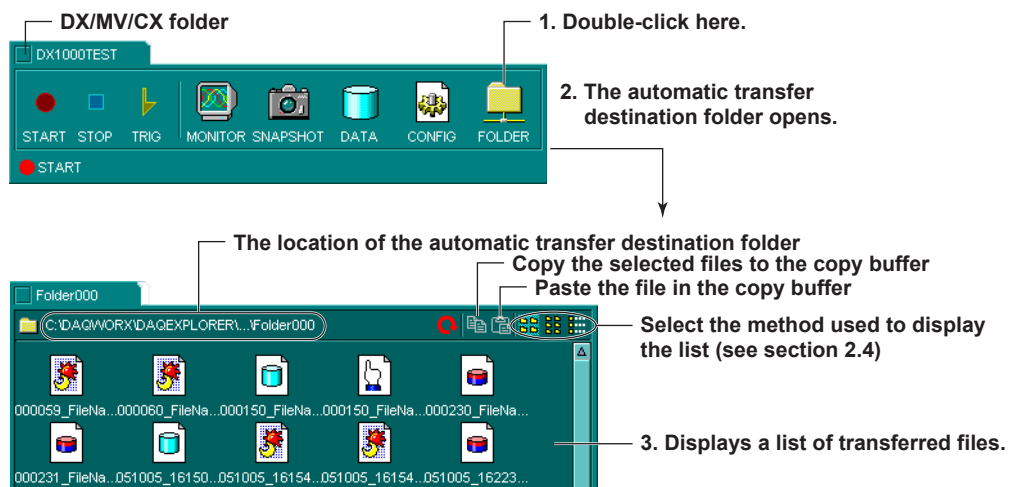 DX/MV/CX folder
1. Double-click here.
DX1000TEST
2. The automatic transfer
destination folder opens.
START STOP TRIG MONITOR SNAPSHOT DATA CONFIG FOLDER
START
The location of the automatic transfer destination folder
Copy the selected files to the copy buffer
Paste the file in the copy buffer
Folder000
C:\DAQWORX\DAQEXPLORER\...\Folder000
Select the method used to display
the list (see section 2.4)
000059_FileNa...000060_FileNa...000150_FileNa...000150_FileNa...000230_FileNa...
3. Displays a list of transferred files.
000231_FileNa...051005_16150...051005_16154...051005_16154...051005_16223...